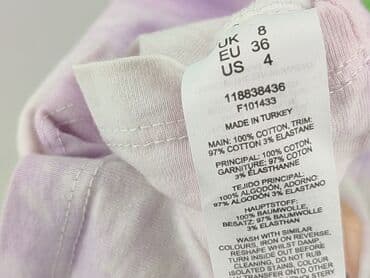 UK 8
EU 36
US 4
118838436
F101433
MADE IN TURKEY
MAIN: 100% COTTON, TRIM:
97% COTTON 3% ELASTANE
PRINCIPAL: 100% COTON,
GARNITURE: 97% COTON
3% ELASTHANNE
TEJIDO PRINCIPAL:
100% ALGODÓN, ADORNO:
97% ALGODÓN 3% ELASTANO
HAUPTSTOFF:
100% BAUMWOLLE,
BESATZ: 97% BAUMWOLLE
3% ELASTHAN
WASH WITH SIMILAR
COLOURS, IRON ON REVERSE,
RESHAPE WHILST DAMP,
TURN INSIDE OUT BEFORE
CLEANING, DO NOT RUB
ISOLATED STAINS, COLOUR